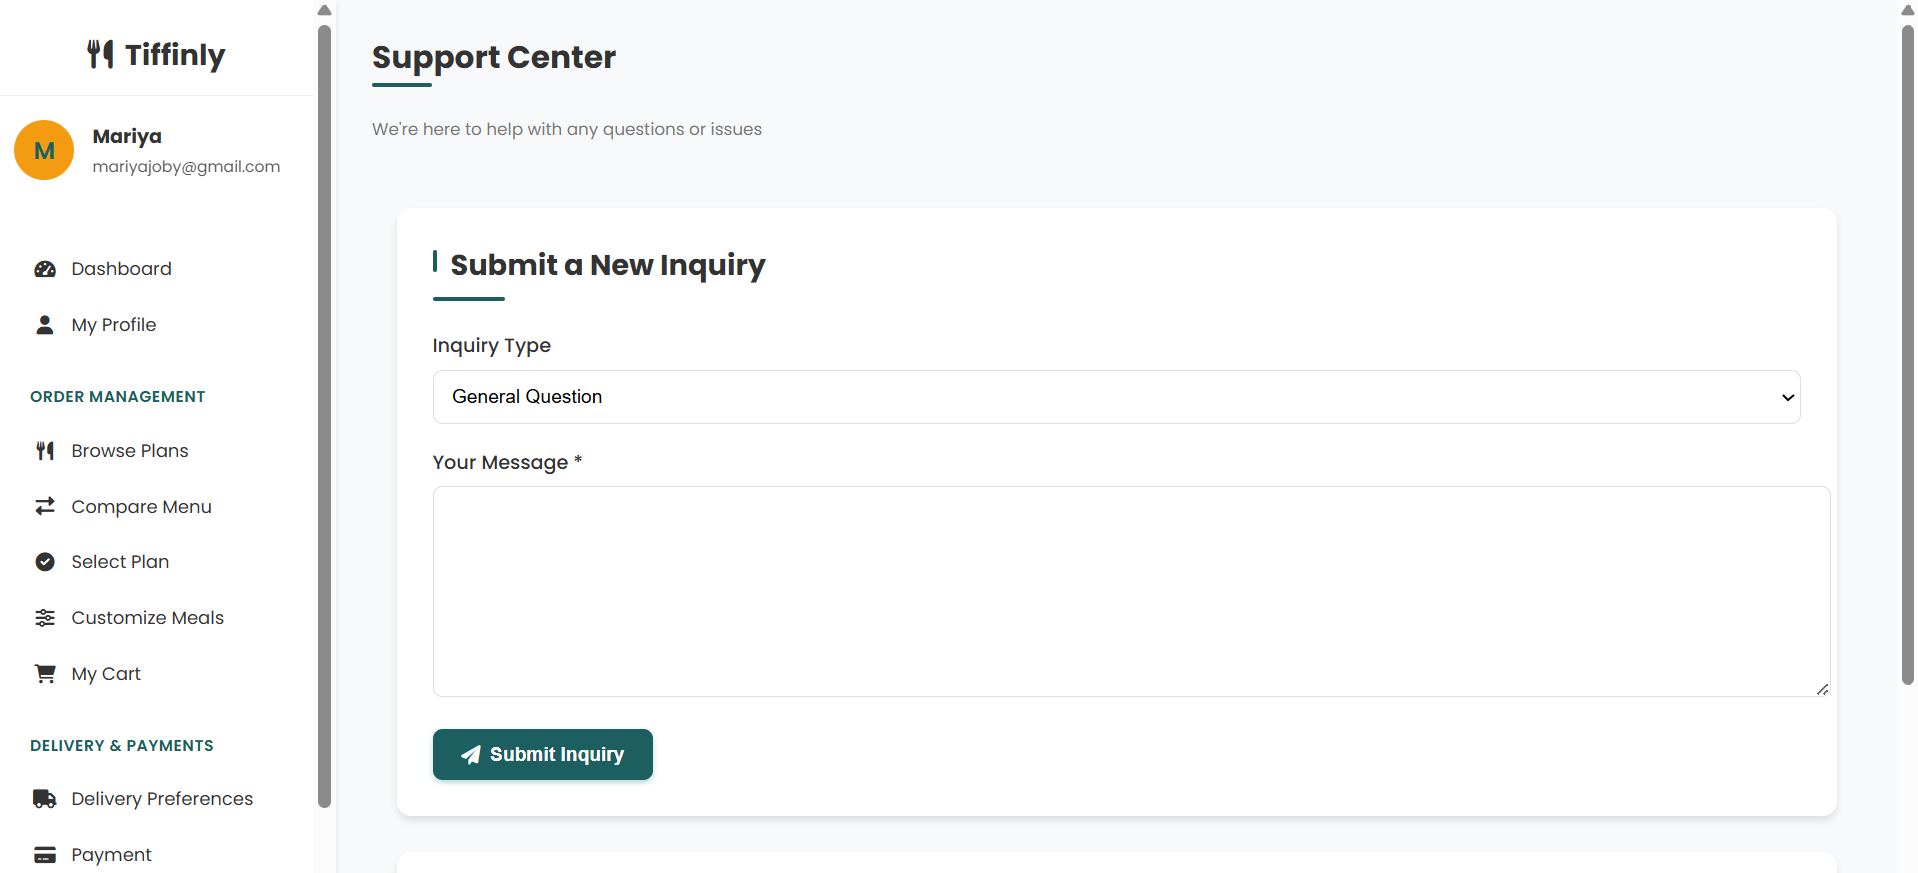 Tiffinly
M
Mariya
mariyajoby@gmail.com
Dashboard
My Profile
ORDER MANAGEMENT
Browse Plans
Compare Menu
Select Plan
Customize Meals
My Cart
DELIVERY & PAYMENTS
Delivery Preferences
Payment
Support Center
We're here to help with any questions or issues
Submit a New Inquiry
Inquiry Type
General Question
Your Message *
Submit Inquiry